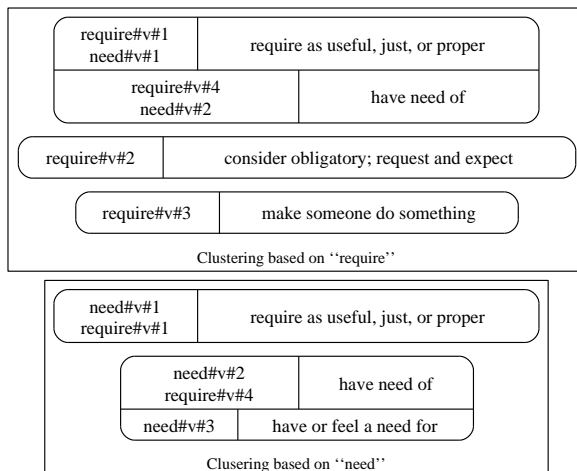 require#v#1
need#v#1
require as useful, just, or proper
require#v#4
need#v#2
have need of
require#v#2
consider obligatory; request and expect
require#v#3
make someone do something
Clustering based on ‘‘require’’
need#v#1
require#v#1
require as useful, just, or proper
need#v#2
require#v#4
have need of
need#v#3
have or feel a need for
Clusering based on ‘‘need’’